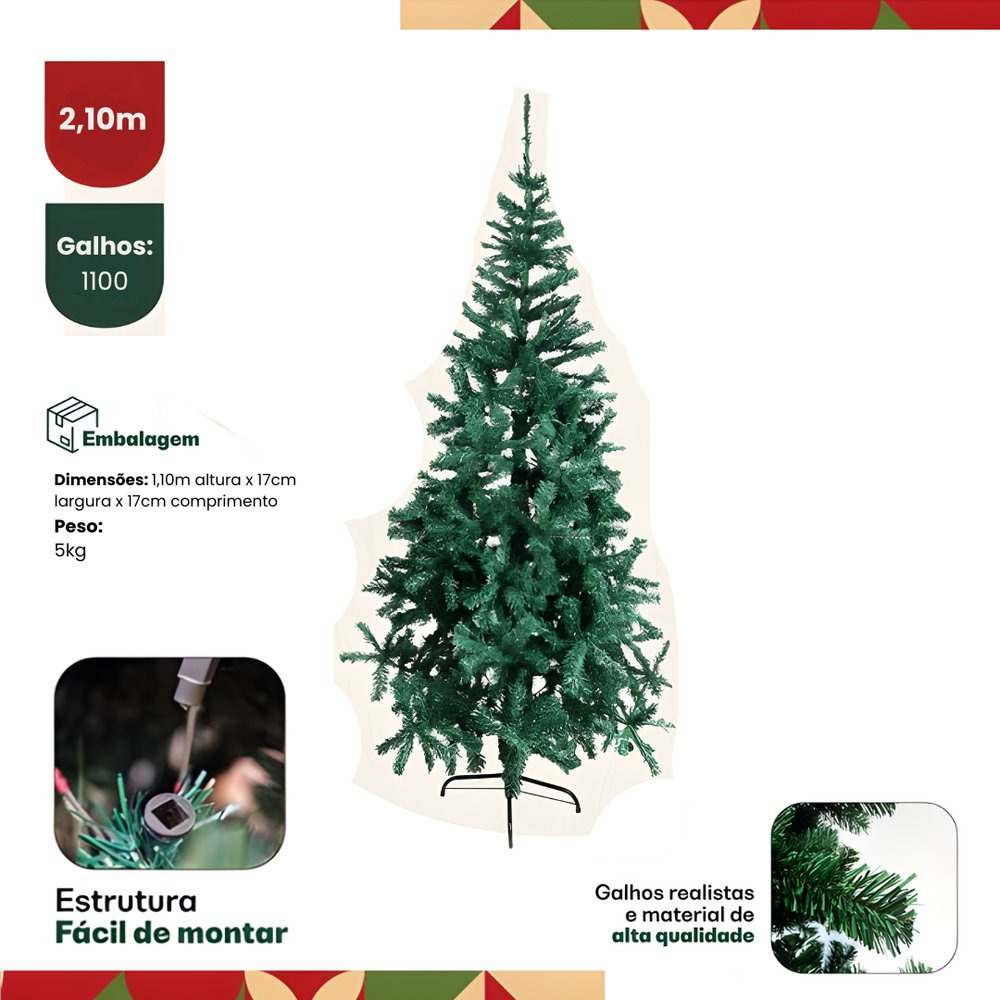 2,10m
Galhos:
1100
Embalagem
Dimensões: 1,10m altura x 17cm
largura x 17cm comprimento
Peso:
5kg
Estrutura
Fácil de montar
Galhos realistas
e material de
alta qualidade